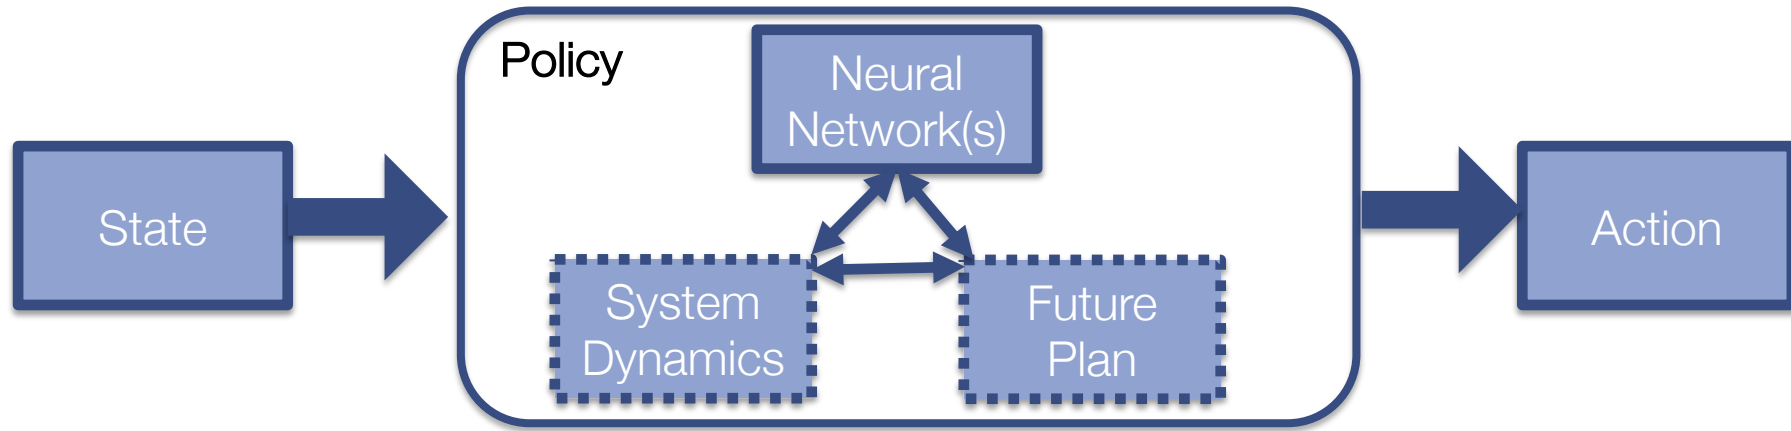 Policy
Neural
Network(s)
State
Action
System
Dynamics
Future
Plan